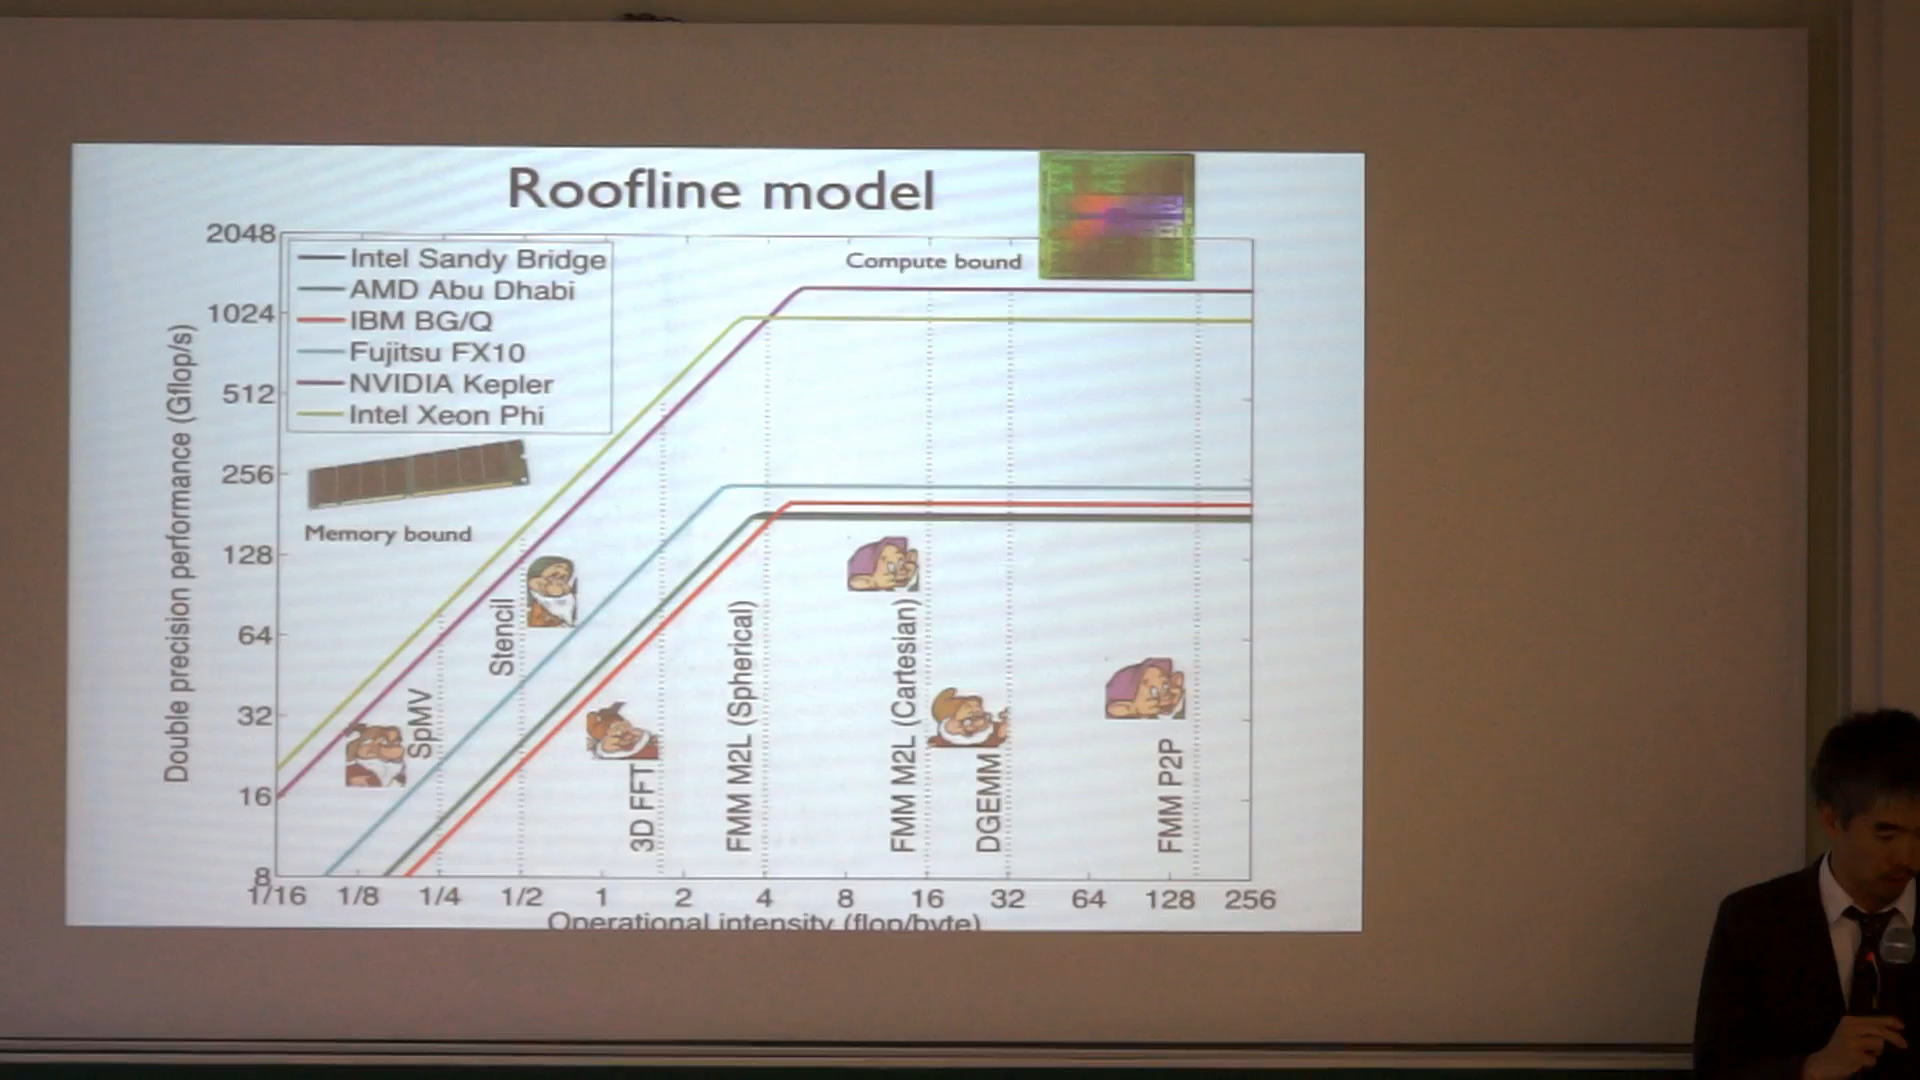 Roofline model
2048
1024
512
256
128
64
32
16
8
Double precision performance (Gflop/s)
Intel Sandy Bridge
AMD Abu Dhabi
IBM BG/Q
Fujitsu FX10
NVIDIA Kepler
Intel Xeon Phi
Compute bound
Memory bound
SpMV
Stencil
3D FFT
FMM M2L (Spherical)
FMM M2L (Cartesian)
DGEMM
FMM P2P
1/16 1/8 1/4 1/2 1 2 4 8 16 32 64 128 256
Operational intensity (flop/byte)